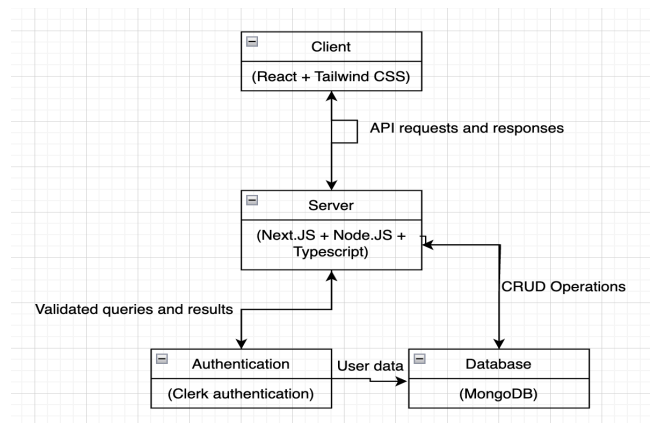 Client
(React + Tailwind CSS)
API requests and responses
Server
(Next.JS + Node.JS +
Typescript)
CRUD Operations
Validated queries and results
Authentication
(Clerk authentication)
User data
Database
(MongoDB)